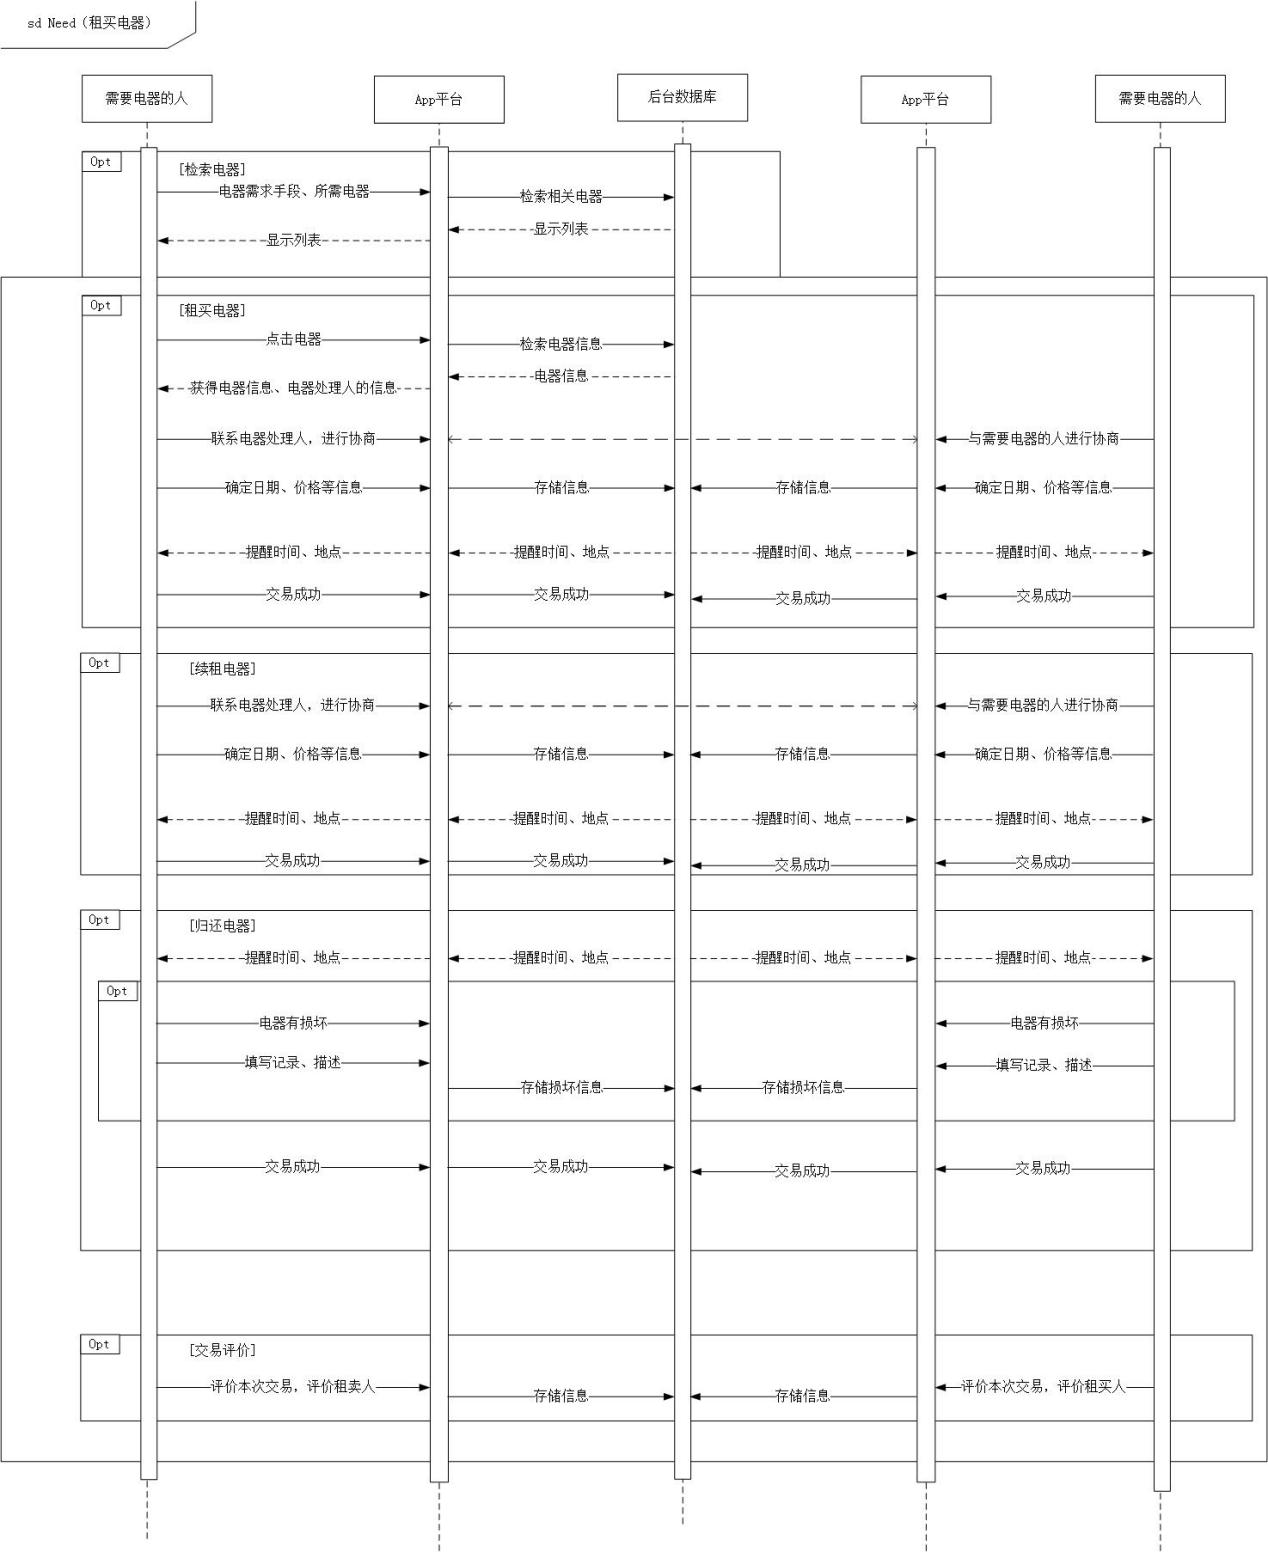 sd Need（租买电器）
需要电器的人
App平台
后台数据库
App平台
需要电器的人
Opt
[检索电器]
电器需求手段、所需电器
检索相关电器
显示列表
显示列表
Opt
[租买电器]
点击电器
检索电器信息
电器信息
获得电器信息、电器处理人的信息
联系电器处理人，进行协商
与需要电器的人进行协商
确定日期、价格等信息
存储信息
存储信息
确定日期、价格等信息
提醒时间、地点
提醒时间、地点
提醒时间、地点
提醒时间、地点
交易成功
交易成功
交易成功
交易成功
Opt
[续租电器]
联系电器处理人，进行协商
与需要电器的人进行协商
确定日期、价格等信息
存储信息
存储信息
确定日期、价格等信息
提醒时间、地点
提醒时间、地点
提醒时间、地点
提醒时间、地点
交易成功
交易成功
交易成功
交易成功
Opt
[归还电器]
提醒时间、地点
提醒时间、地点
提醒时间、地点
提醒时间、地点
Opt
电器有损坏
电器有损坏
填写记录、描述
填写记录、描述
存储损坏信息
存储损坏信息
交易成功
交易成功
交易成功
交易成功
Opt
[交易评价]
评价本次交易，评价租卖人
存储信息
存储信息
评价本次交易，评价租买人